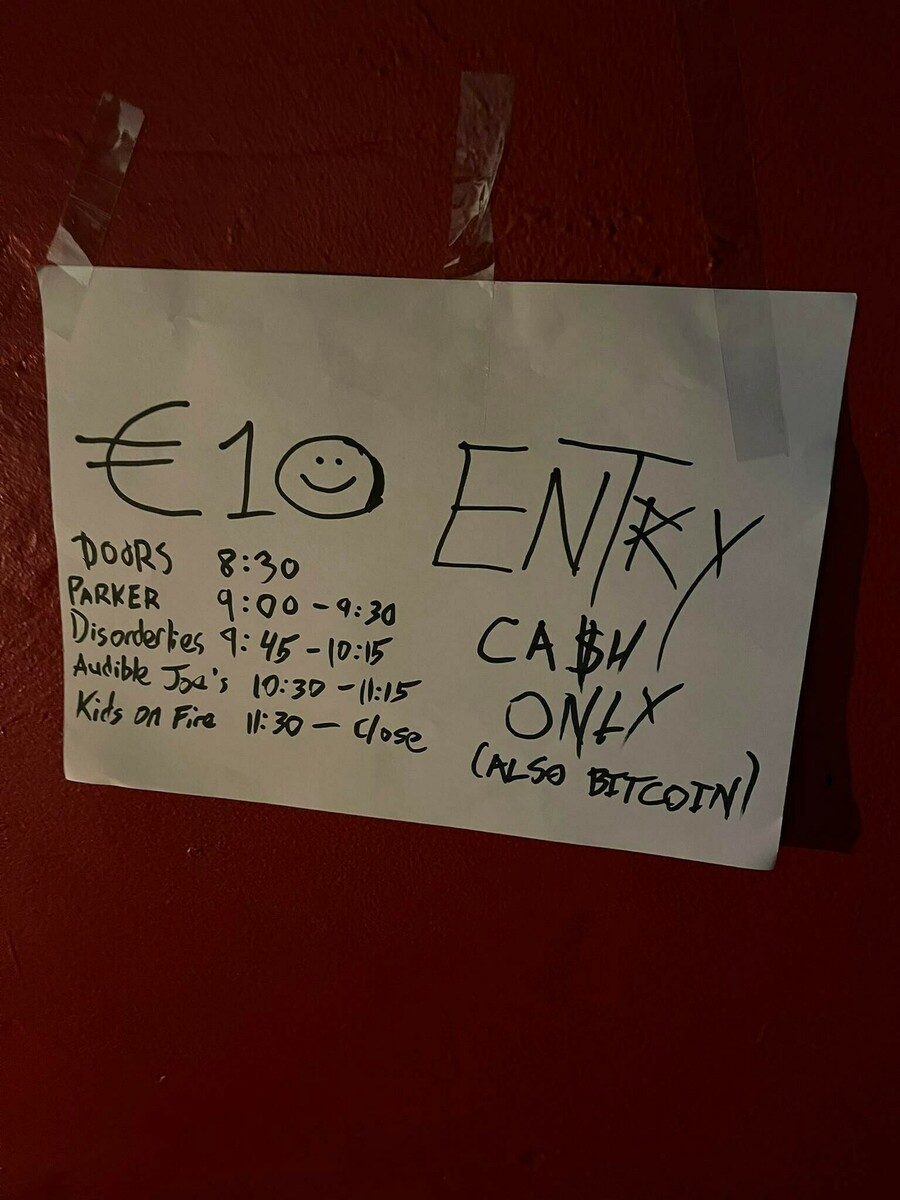 €10 ENTRY
DOORS 8:30
PARKER 9:00 - 9:30
Disorderlies 9:45 - 10:15
Audible Joe's 10:30 - 11:15
Kids on Fire 11:30 - Close
CA$H
ONLY
(ALSO BITCOIN)